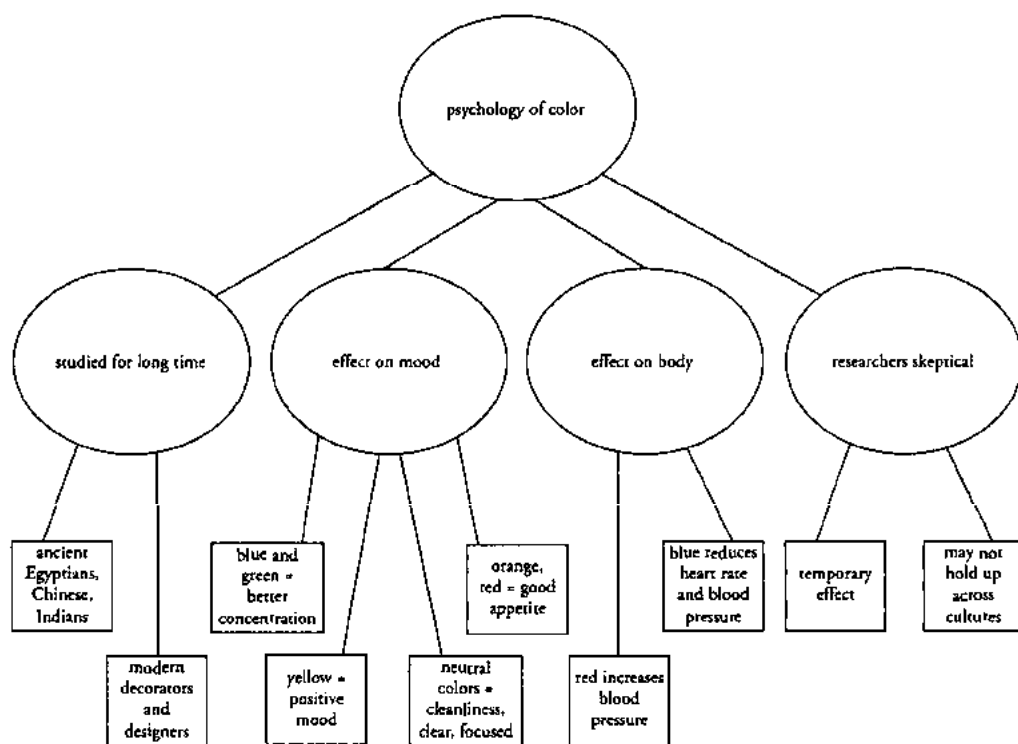 psychology of color
studied for long time
effect on mood
effect on body
researchers skeptical
ancient
Egyptians,
Chinese,
Indians
modern
decorators
and
designers
blue and
green =
better
concentration
yellow =
positive
mood
neutral
colors =
cleanliness,
clear, focused
orange,
red = good
appetite
red increases
blood
pressure
blue reduces
heart rate
and blood
pressure
temporary
effect
may not
hold up
across
cultures